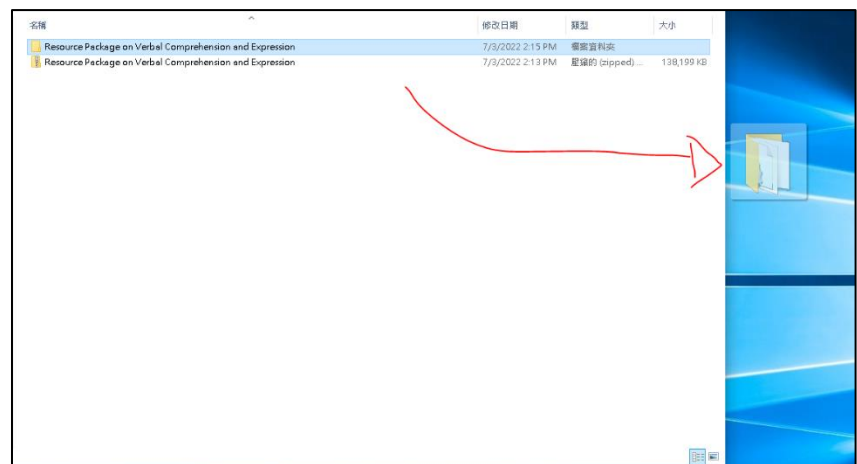 名稱 修改日期 類型 大小
Resource Package on Verbal Comprehension and Expression 7/3/2022 2:15 PM 檔案資料夾
Resource Package on Verbal Comprehension and Expression 7/3/2022 2:13 PM 壓縮的 (zipped) ... 138,199 KB